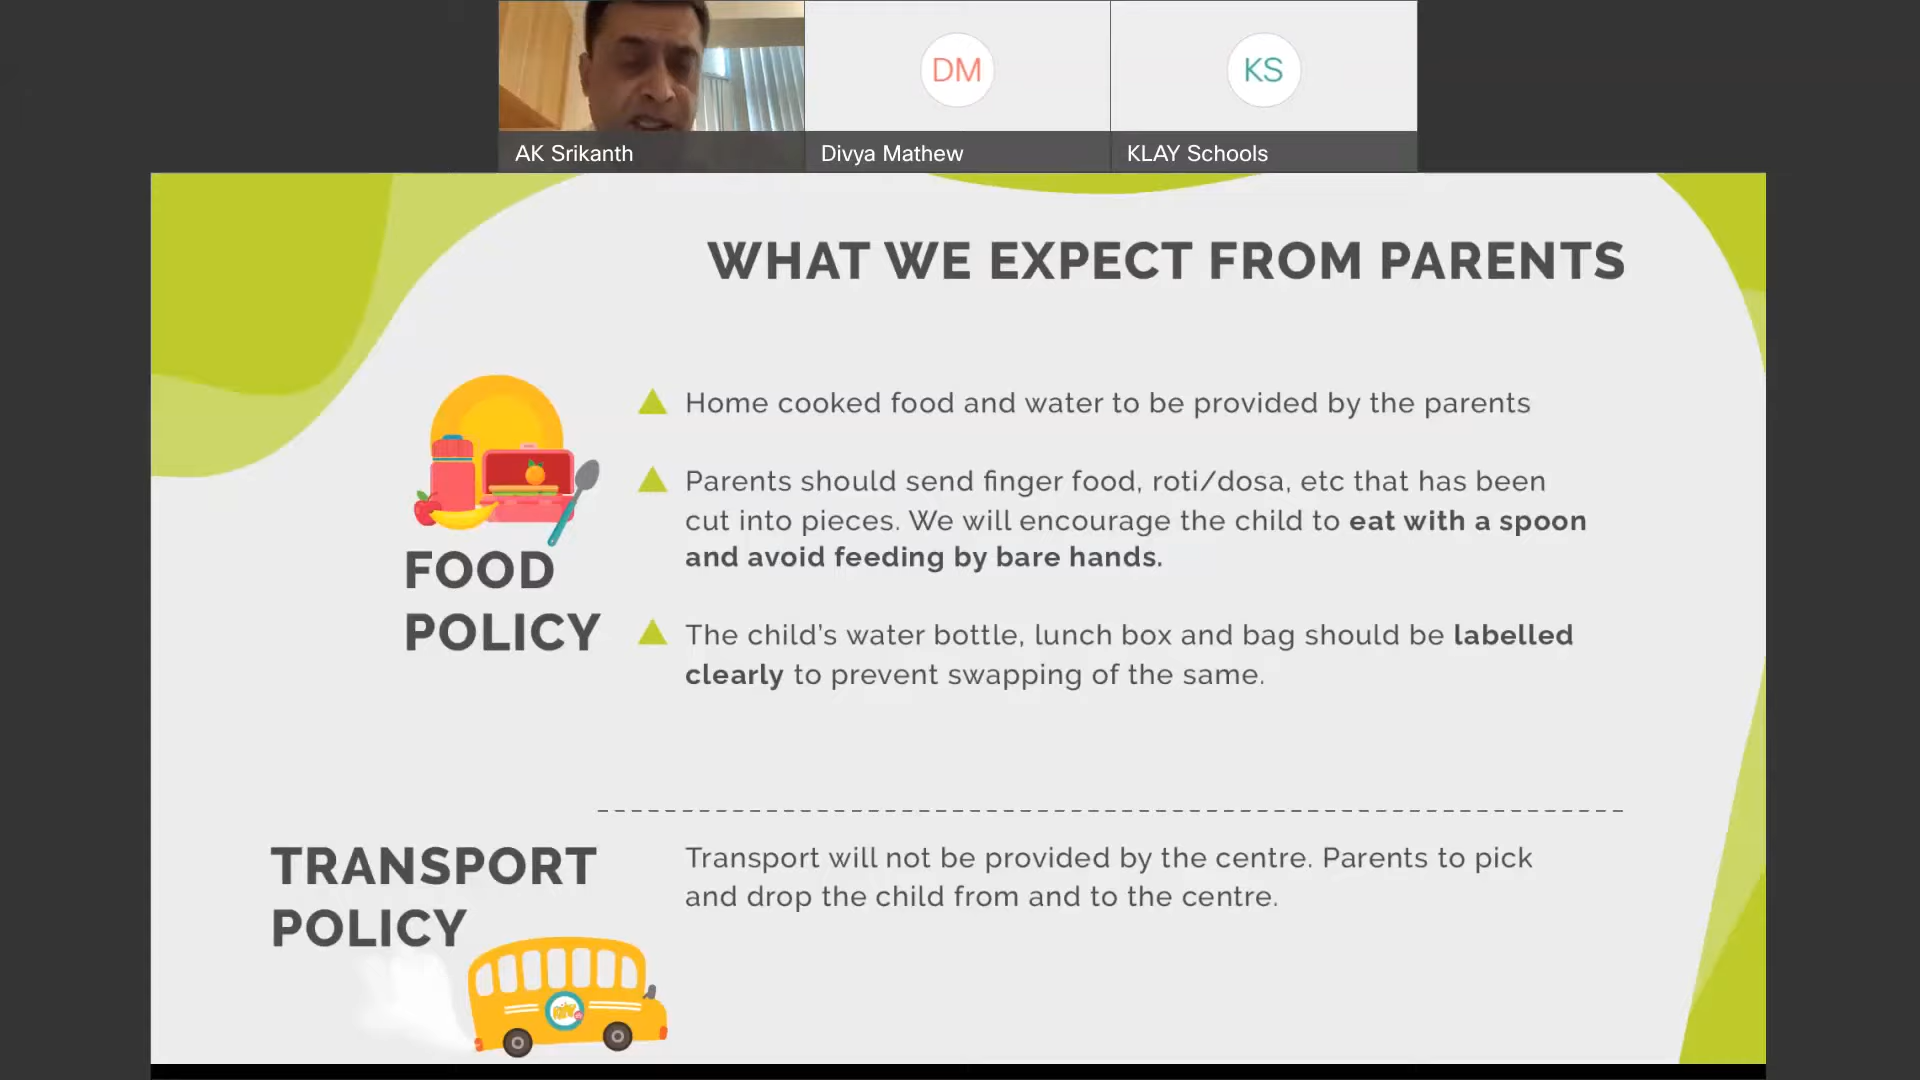 DM
KS
AK Srikanth
Divya Mathew
KLAY Schools
WHAT WE EXPECT FROM PARENTS
Home cooked food and water to be provided by the parents
Parents should send finger food, roti/dosa, etc that has been
cut into pieces. We will encourage the child to eat with a spoon
and avoid feeding by bare hands.
FOOD
POLICY
The child’s water bottle, lunch box and bag should be labelled
clearly to prevent swapping of the same.
TRANSPORT
POLICY
Transport will not be provided by the centre. Parents to pick
and drop the child from and to the centre.